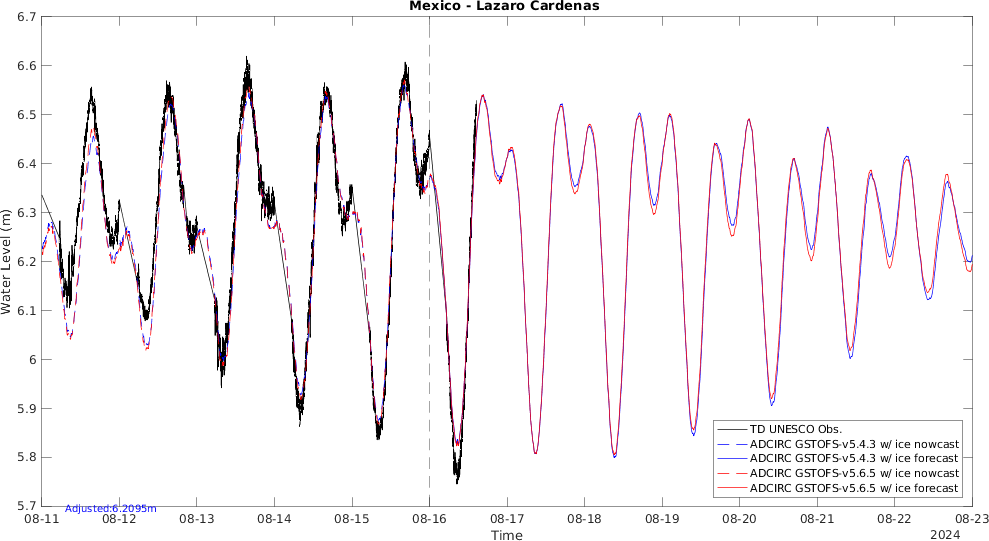 Mexico - Lazaro Cardenas
Water Level (m)
6.7
6.6
6.5
6.4
6.3
6.2
6.1
6
5.9
5.8
5.7
Adjusted:6.2095m
TD UNESCO Obs.
ADCIRC GSTOFS-v5.4.3 w/ ice nowcast
ADCIRC GSTOFS-v5.4.3 w/ ice forecast
ADCIRC GSTOFS-v5.6.5 w/ ice nowcast
ADCIRC GSTOFS-v5.6.5 w/ ice forecast
08-11 08-12 08-13 08-14 08-15 08-16 08-17 08-18 08-19 08-20 08-21 08-22 08-23
Time
2024